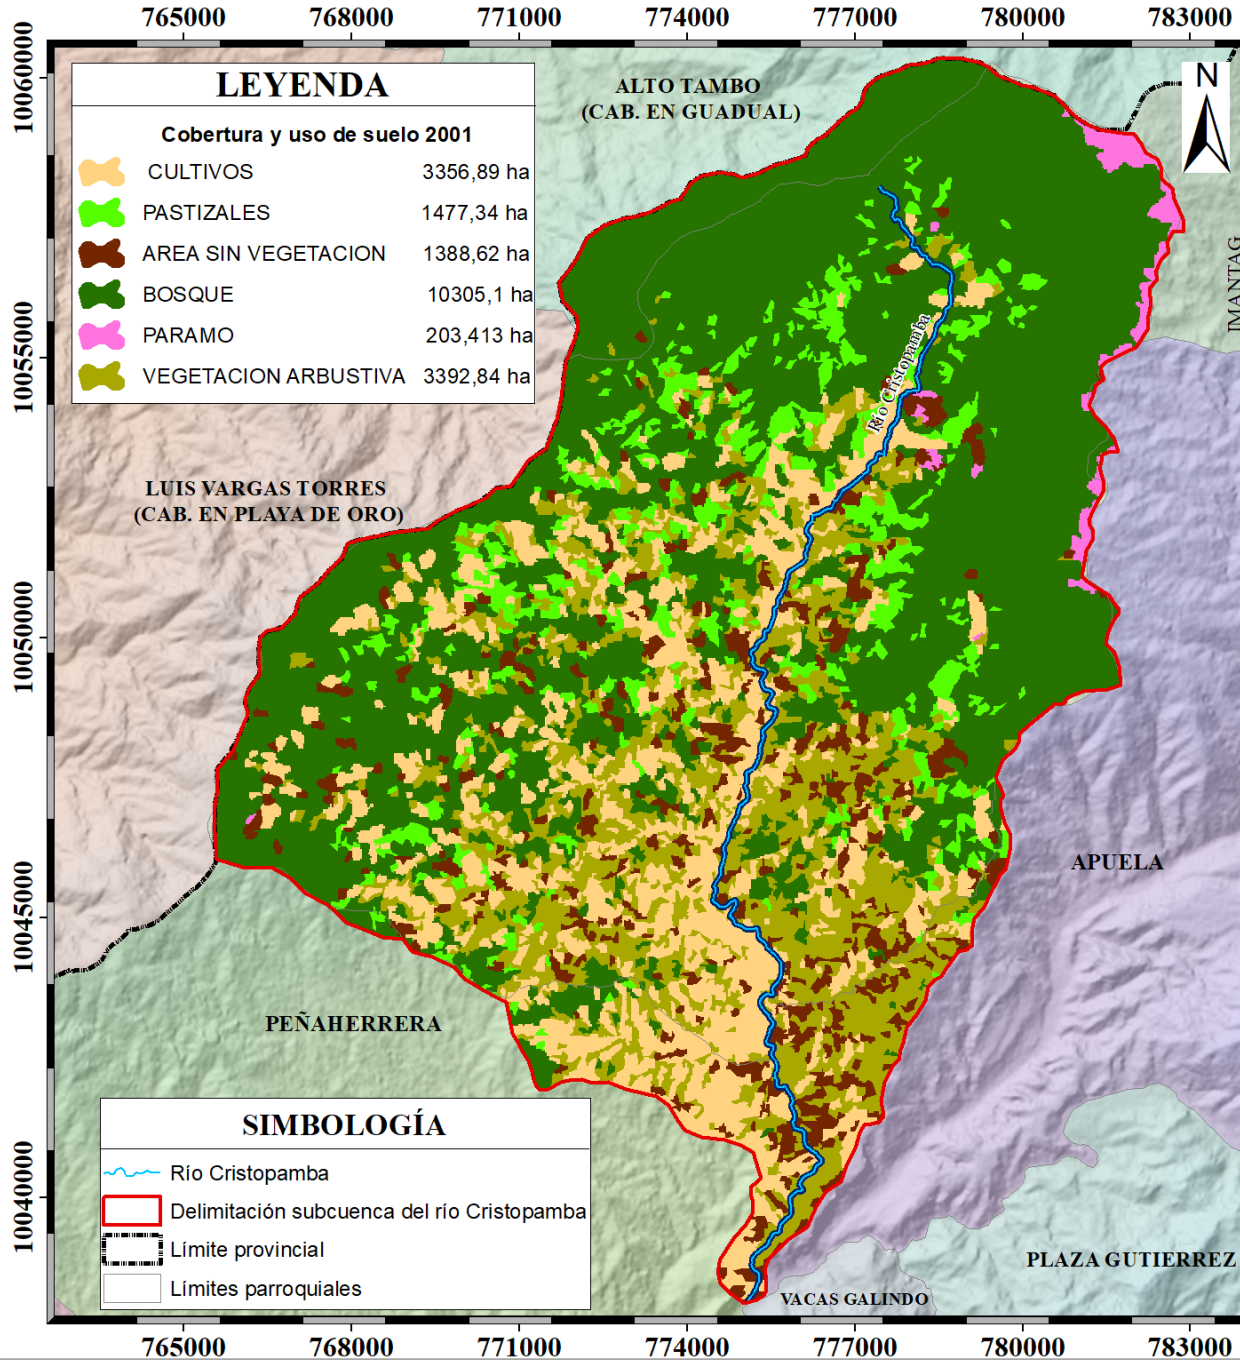 765000 768000 771000 774000 777000 780000 783000
10060000
10055000
10050000
10045000
10040000
LEYENDA
Cobertura y uso de suelo 2001
CULTIVOS 3356,89 ha
PASTIZALES 1477,34 ha
AREA SIN VEGETACION 1388,62 ha
BOSQUE 10305,1 ha
PARAMO 203,413 ha
VEGETACION ARBUSTIVA 3392,84 ha
ALTO TAMBO
(CAB. EN GUADUAL)
N
IMANTAG
Río Cristopamba
LUIS VARGAS TORRES
(CAB. EN PLAYA DE ORO)
APUELA
PEÑAHERRERA
SIMBOLOGÍA
Río Cristopamba
Delimitación subcuenca del río Cristopamba
Límite provincial
Límites parroquiales
PLAZA GUTIERREZ
VACAS GALINDO
765000 768000 771000 774000 777000 780000 783000